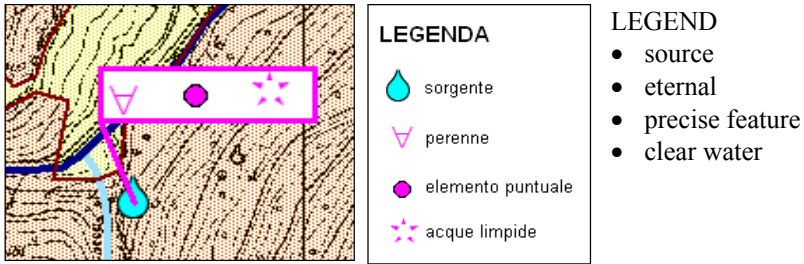 LEGENDA
sorgente
perenne
elemento puntuale
acque limpide
LEGEND
• source
• eternal
• precise feature
• clear water